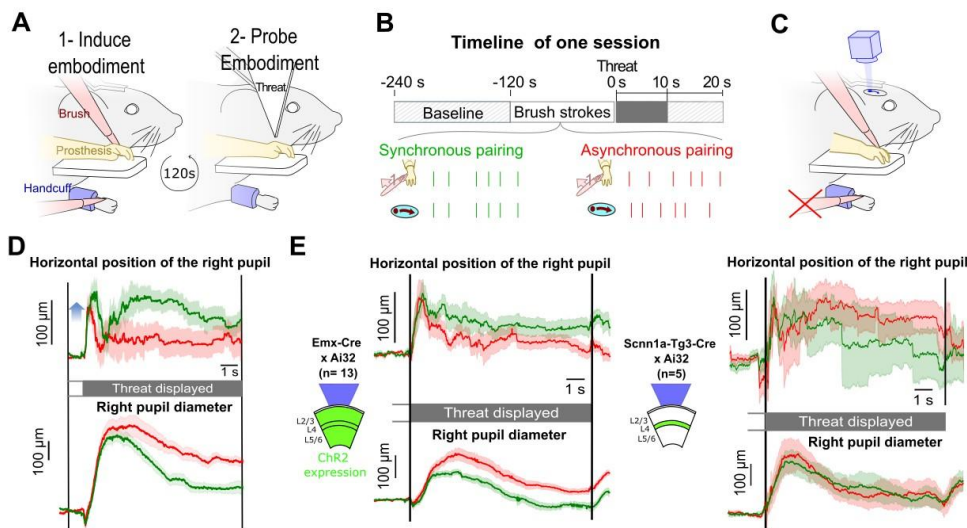 A
1- Induce
embodiment
Brush
Prosthesis
Handcuff
120s
2- Probe
Embodiment
Threat
B
Timeline of one session
Threat
-240 s
-120 s
0 s
10 s
20 s
Baseline
Brush strokes
Synchronous pairing
Asynchronous pairing
C
D
Horizontal position of the right pupil
100 µm
1 s
Threat displayed
Right pupil diameter
100 µm
E
Emx-Cre
x Ai32
(n= 13)
L2/3
L4
L5/6
ChR2
expression
Horizontal position of the right pupil
100 µm
1 s
Threat displayed
Right pupil diameter
100 µm
Scnn1a-Tg3-Cre
x Ai32
(n=5)
L2/3
L4
L5/6
Horizontal position of the right pupil
100 µm
1 s
Threat displayed
Right pupil diameter
100 µm